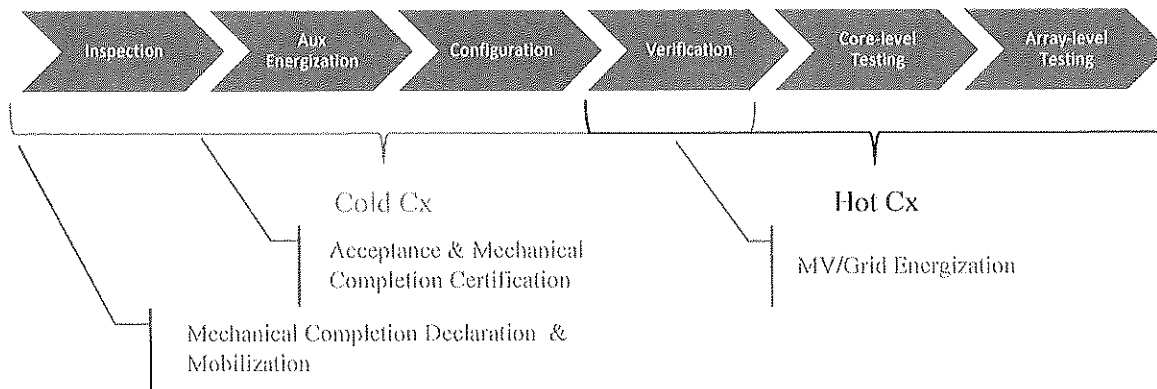 Inspection
Aux
Energization
Configuration
Verification
Core-level
Testing
Array-level
Testing
Cold Cx
Hot Cx
Acceptance & Mechanical
Completion Certification
MV/Grid Energization
Mechanical Completion Declaration &
Mobilization